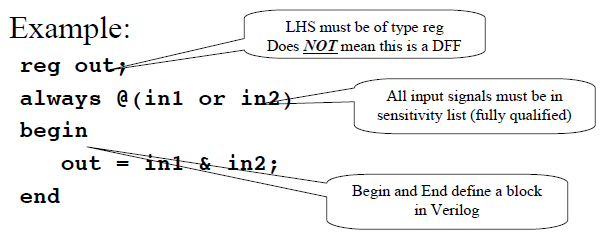 Example:
LHS must be of type reg
Does NOT mean this is a DFF
reg out;
always @(in1 or in2)
All input signals must be in
sensitivity list (fully qualified)
begin
out = in1 & in2;
Begin and End define a block
in Verilog
end